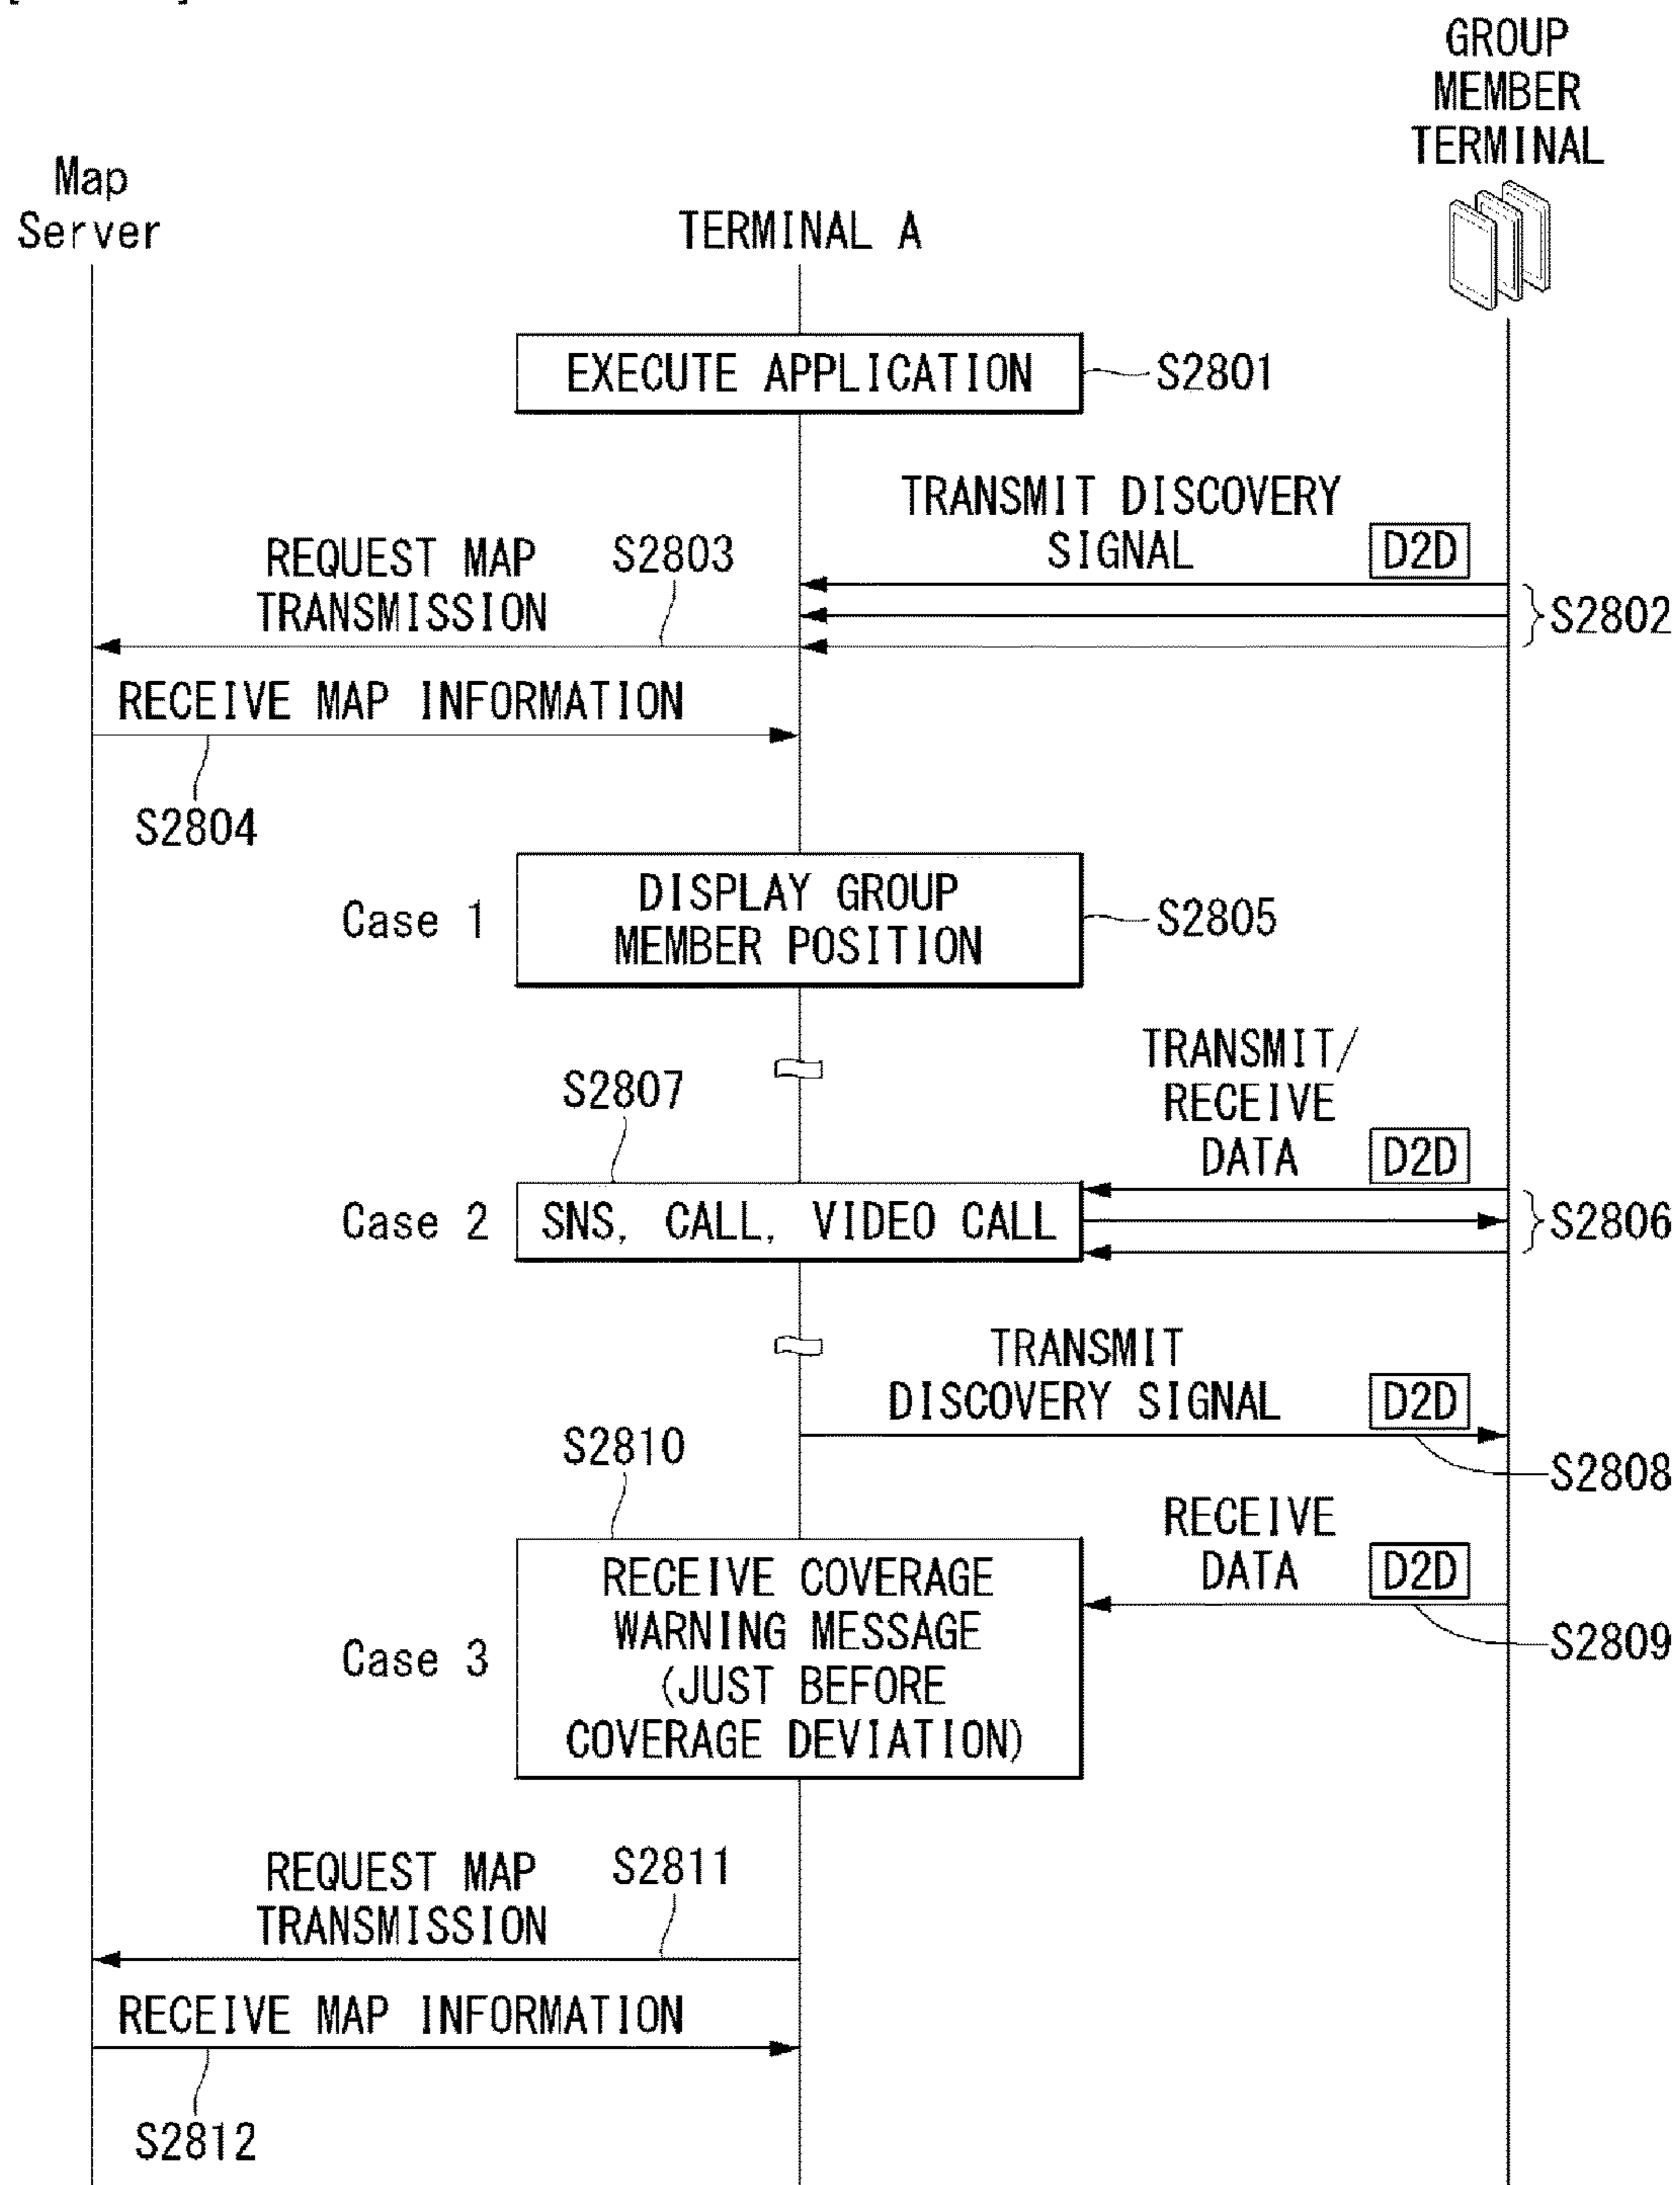 GROUP
MEMBER
TERMINAL
Map
Server
TERMINAL A
EXECUTE APPLICATION
S2801
TRANSMIT DISCOVERY
SIGNAL
D2D
S2802
REQUEST MAP
TRANSMISSION
S2803
RECEIVE MAP INFORMATION
S2804
Case 1
DISPLAY GROUP
MEMBER POSITION
S2805
TRANSMIT/
RECEIVE
DATA
D2D
S2807
Case 2
SNS, CALL, VIDEO CALL
S2806
TRANSMIT
DISCOVERY SIGNAL
D2D
S2808
S2810
RECEIVE
DATA
D2D
S2809
Case 3
RECEIVE COVERAGE
WARNING MESSAGE
(JUST BEFORE
COVERAGE DEVIATION)
REQUEST MAP
TRANSMISSION
S2811
RECEIVE MAP INFORMATION
S2812